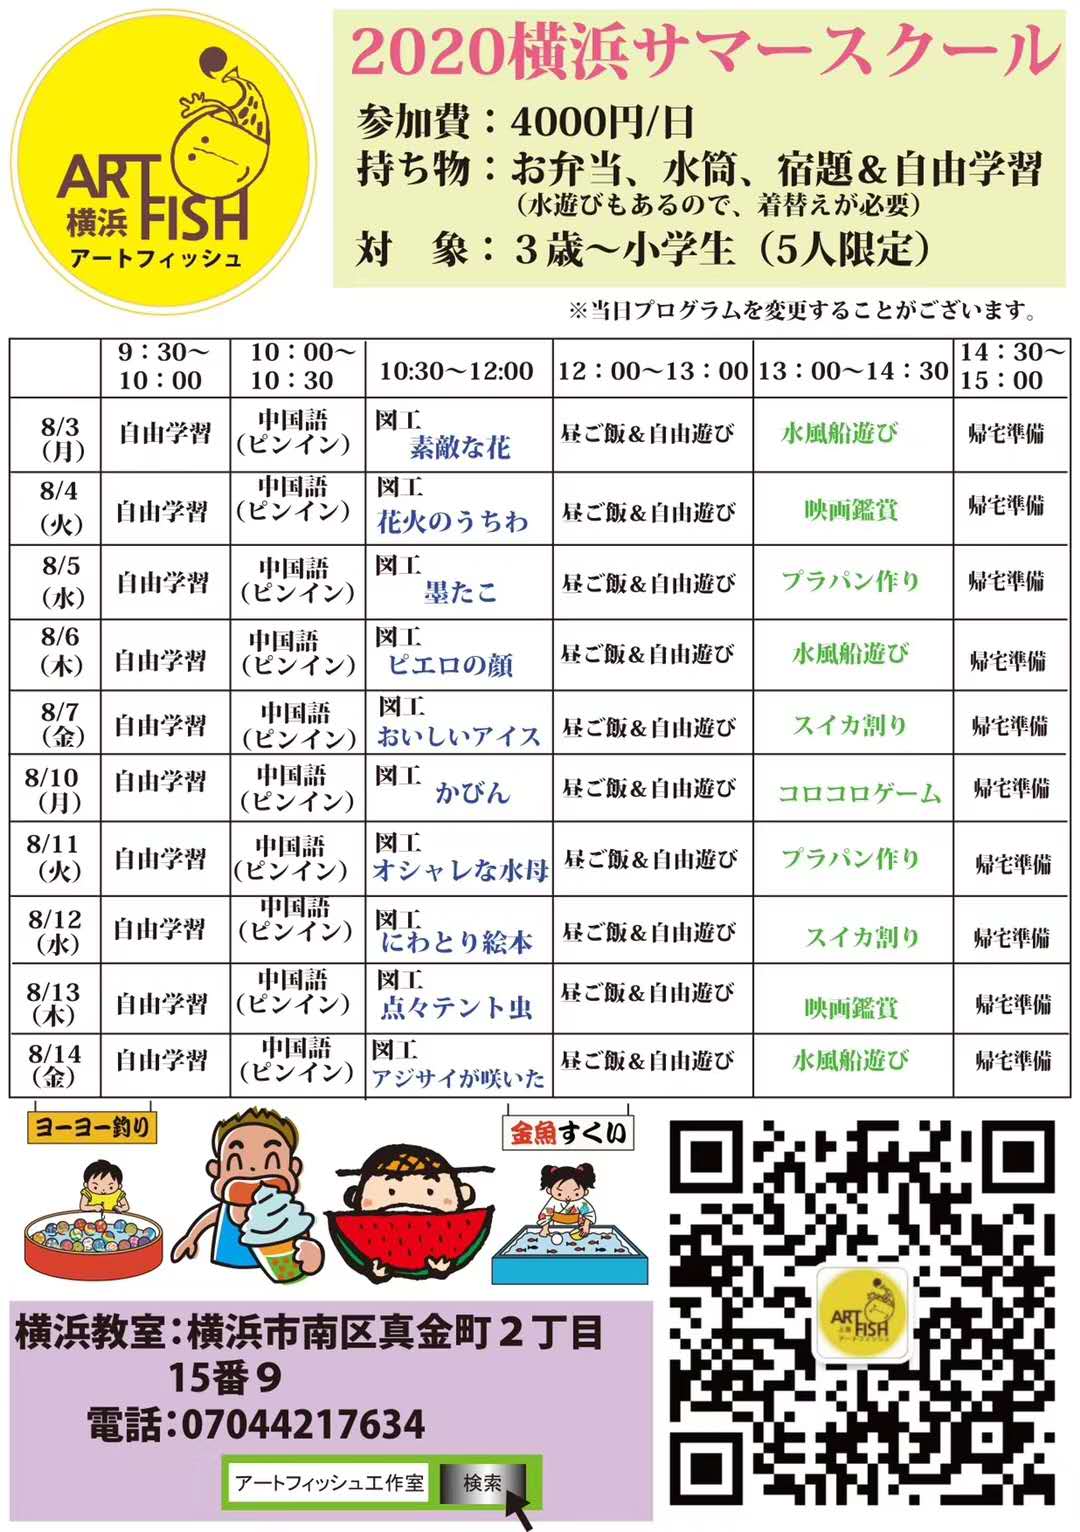 ART
横浜 FISH
アートフィッシュ
2020横浜サマースクール
参加費：4000円/日
持ち物：お弁当、水筒、宿題＆自由学習
（水遊びもあるので、着替えが必要）
対　象：３歳～小学生（5人限定）
※当日プログラムを変更することがございます。
9：30～10：00 10：00～10：30 10:30～12:00 12：00～13：00 13：00～14：30 14：30～15：00
8/3（月） 自由学習 中国語（ピンイン） 図工 素敵な花 昼ご飯＆自由遊び 水風船遊び 帰宅準備
8/4（火） 自由学習 中国語（ピンイン） 図工 花火のうちわ 昼ご飯＆自由遊び 映画鑑賞 帰宅準備
8/5（水） 自由学習 中国語（ピンイン） 図工 墨たこ 昼ご飯＆自由遊び プラパン作り 帰宅準備
8/6（木） 自由学習 中国語（ピンイン） 図工 ピエロの顔 昼ご飯＆自由遊び 水風船遊び 帰宅準備
8/7（金） 自由学習 中国語（ピンイン） 図工 おいしいアイス 昼ご飯＆自由遊び スイカ割り 帰宅準備
8/10（月） 自由学習 中国語（ピンイン） 図工 かびん 昼ご飯＆自由遊び コロコロゲーム 帰宅準備
8/11（火） 自由学習 中国語（ピンイン） 図工 オシャレな水母 昼ご飯＆自由遊び プラパン作り 帰宅準備
8/12（水） 自由学習 中国語（ピンイン） 図工 にわとり絵本 昼ご飯＆自由遊び スイカ割り 帰宅準備
8/13（木） 自由学習 中国語（ピンイン） 図工 点々テント虫 昼ご飯＆自由遊び 映画鑑賞 帰宅準備
8/14（金） 自由学習 中国語（ピンイン） 図工 アジサイが咲いた 昼ご飯＆自由遊び 水風船遊び 帰宅準備
ヨーヨー釣り
金魚すくい
横浜教室：横浜市南区真金町２丁目
15番９
電話：07044217634
アートフィッシュ工作室 検索
ART
FISH
アートフィッシュ